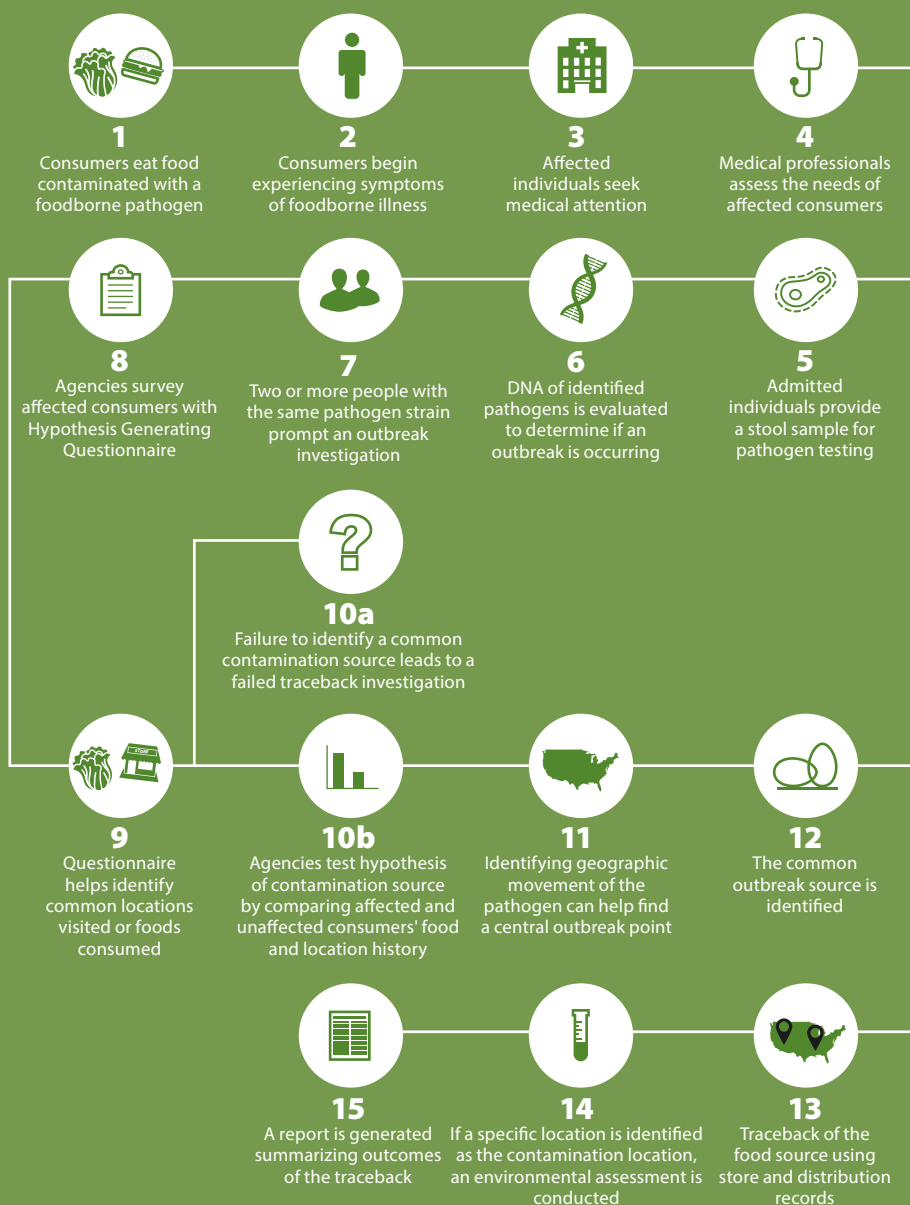 1
Consumers eat food
contaminated with a
foodborne pathogen
2
Consumers begin
experiencing symptoms
of foodborne illness
3
Affected
individuals seek
medical attention
4
Medical professionals
assess the needs of
affected consumers
5
Admitted
individuals provide
a stool sample for
pathogen testing
6
DNA of identified
pathogens is evaluated
to determine if an
outbreak is occurring
7
Two or more people with
the same pathogen strain
prompt an outbreak
investigation
8
Agencies survey
affected consumers with
Hypothesis Generating
Questionnaire
STORE
9
Questionnaire
helps identify
common locations
visited or foods
consumed
?
10a
Failure to identify a common
contamination source leads to a
failed traceback investigation
10b
Agencies test hypothesis
of contamination source
by comparing affected and
unaffected consumers' food
and location history
11
Identifying geographic
movement of the
pathogen can help find
a central outbreak point
12
The common
outbreak source is
identified
13
Traceback of the
food source using
store and distribution
records
14
If a specific location is identified
as the contamination location,
an environmental assessment is
conducted
15
A report is generated
summarizing outcomes
of the traceback